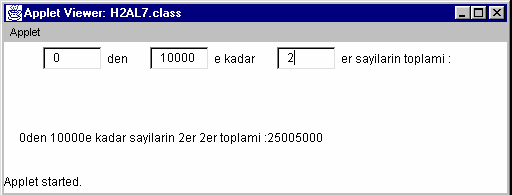 Applet Viewer: H2AL7.class
Applet
0 den 10000 e kadar 2 er sayilarin toplami :
0den 10000e kadar sayilarin 2er 2er toplami :25005000
Applet started.